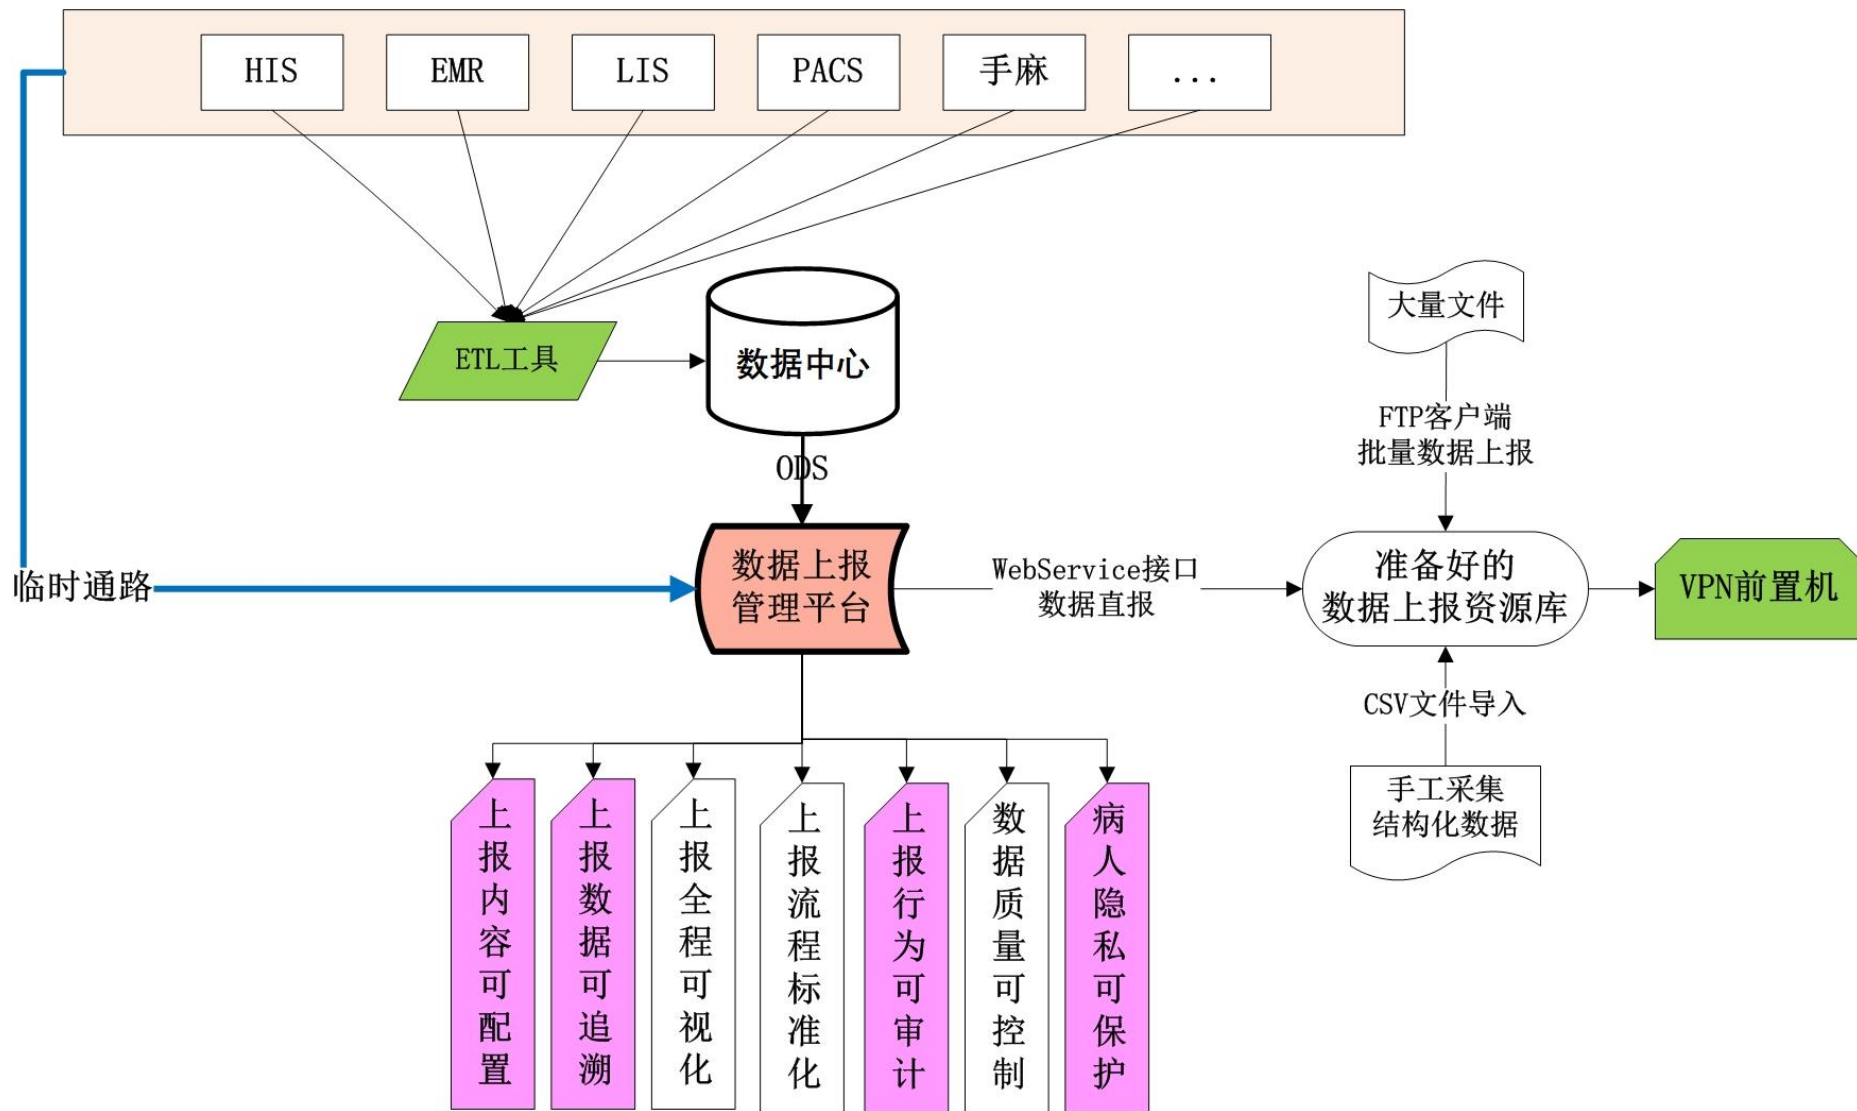 HIS
EMR
LIS
PACS
手麻
...
ETL工具
数据中心
ODS
大量文件
FTP客户端
批量数据上报
临时通路
数据上报
管理平台
WebService接口
数据直报
准备好的
数据上报资源库
VPN前置机
CSV文件导入
手工采集
结构化数据
上报内容可配置
上报数据可追溯
上报全程可视化
上报流程标准化
上报行为可审计
数据质量可控制
病人隐私可保护